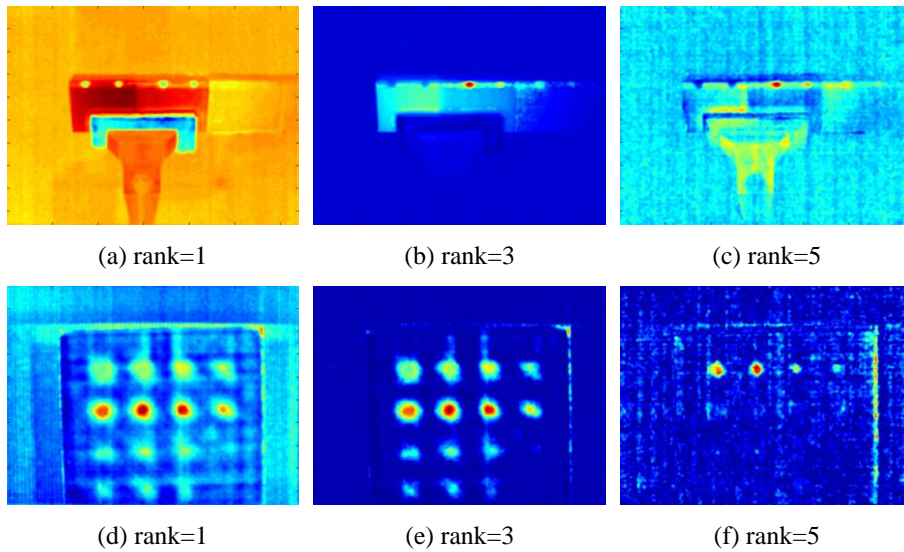 (a) rank=1
(b) rank=3
(c) rank=5
(d) rank=1
(e) rank=3
(f) rank=5